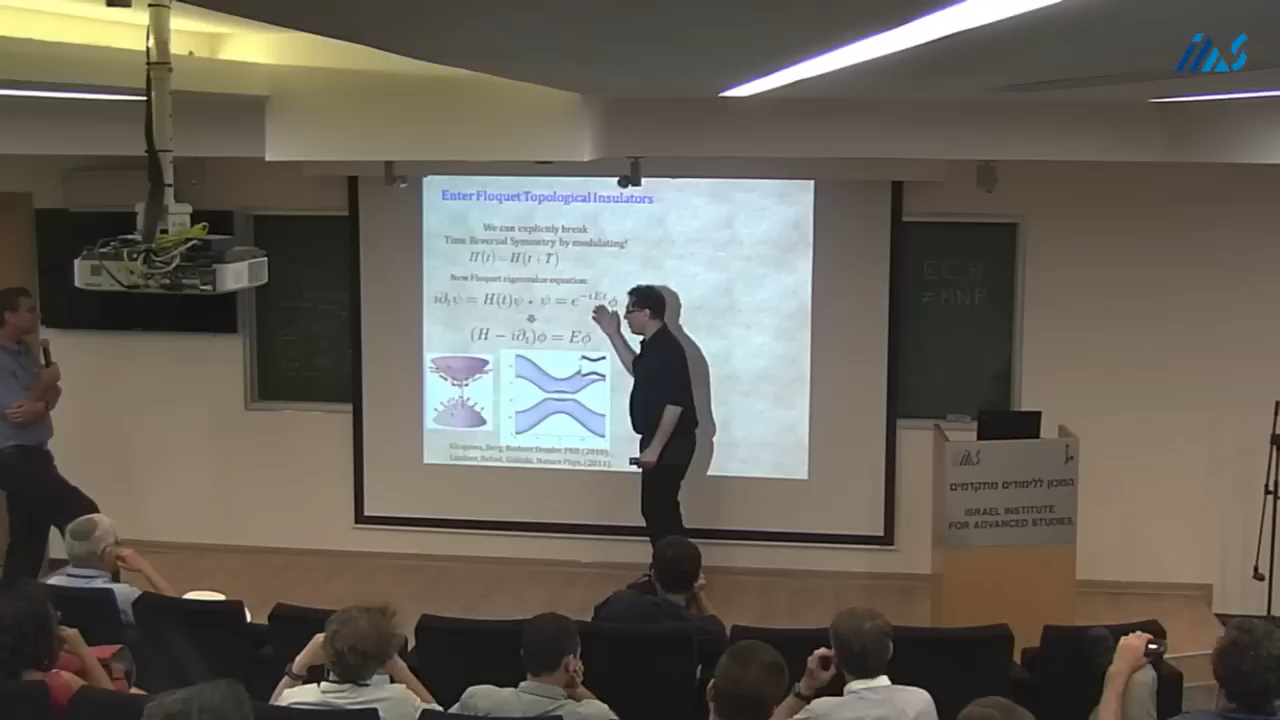 iias
Enter Floquet Topological Insulators
We can explicitly break
Time Reversal Symmetry by modulating!
H(t) = H(t + T)
New Floquet eigenvalue equation:
i∂ₜψ = H(t)ψ • ψ = e^{-iEt}ϕ
(H − i∂ₜ)ϕ = Eϕ
Kitagawa, Berg, Rudner, Demler, PRB (2010).
Lindner, Refael, Galitski, Nature Phys. (2011).
המכון ללימודים מתקדמים
ISRAEL INSTITUTE
FOR ADVANCED STUDIES